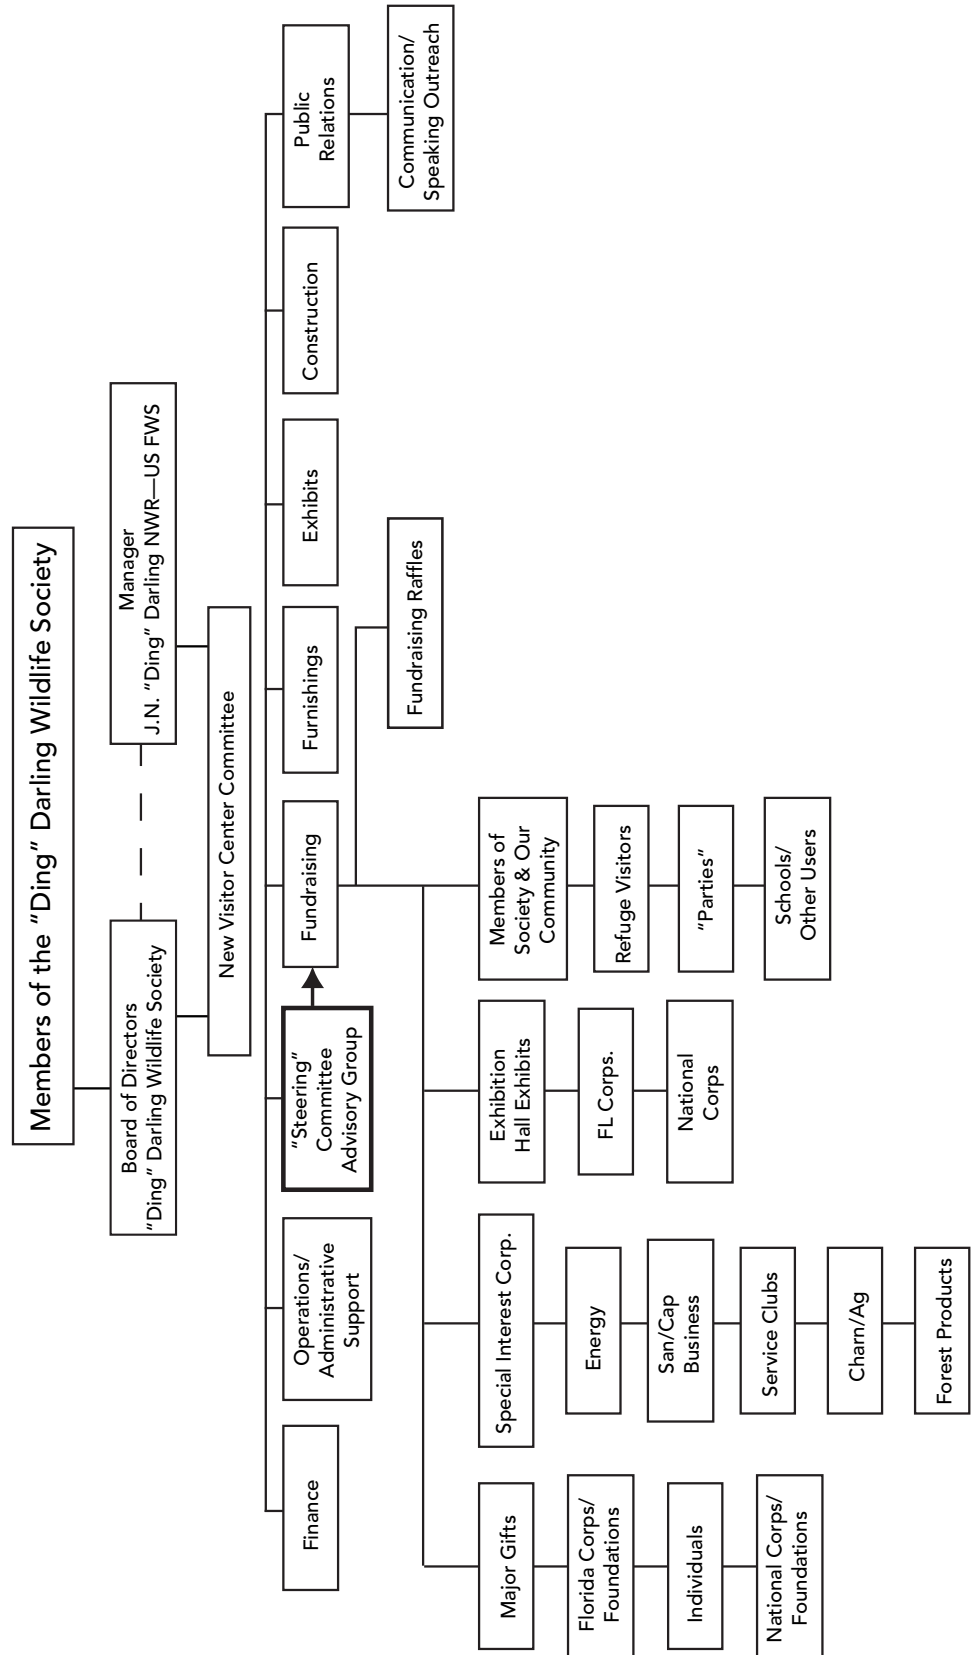 Members of the “Ding” Darling Wildlife Society
Board of Directors
“Ding” Darling Wildlife Society
Manager
J.N. “Ding” Darling NWR—US FWS
New Visitor Center Committee
Finance
Operations/
Administrative
Support
“Steering”
Committee
Advisory Group
Fundraising
Furnishings
Exhibits
Construction
Public
Relations
Communication/
Speaking Outreach
Fundraising Raffles
Major Gifts
Florida Corps/
Foundations
Individuals
National Corps/
Foundations
Special Interest Corp.
Energy
San/Cap
Business
Service Clubs
Charn/Ag
Forest Products
Exhibition
Hall Exhibits
FL Corps.
National
Corps
Members of
Society & Our
Community
Refuge Visitors
“Parties”
Schools/
Other Users